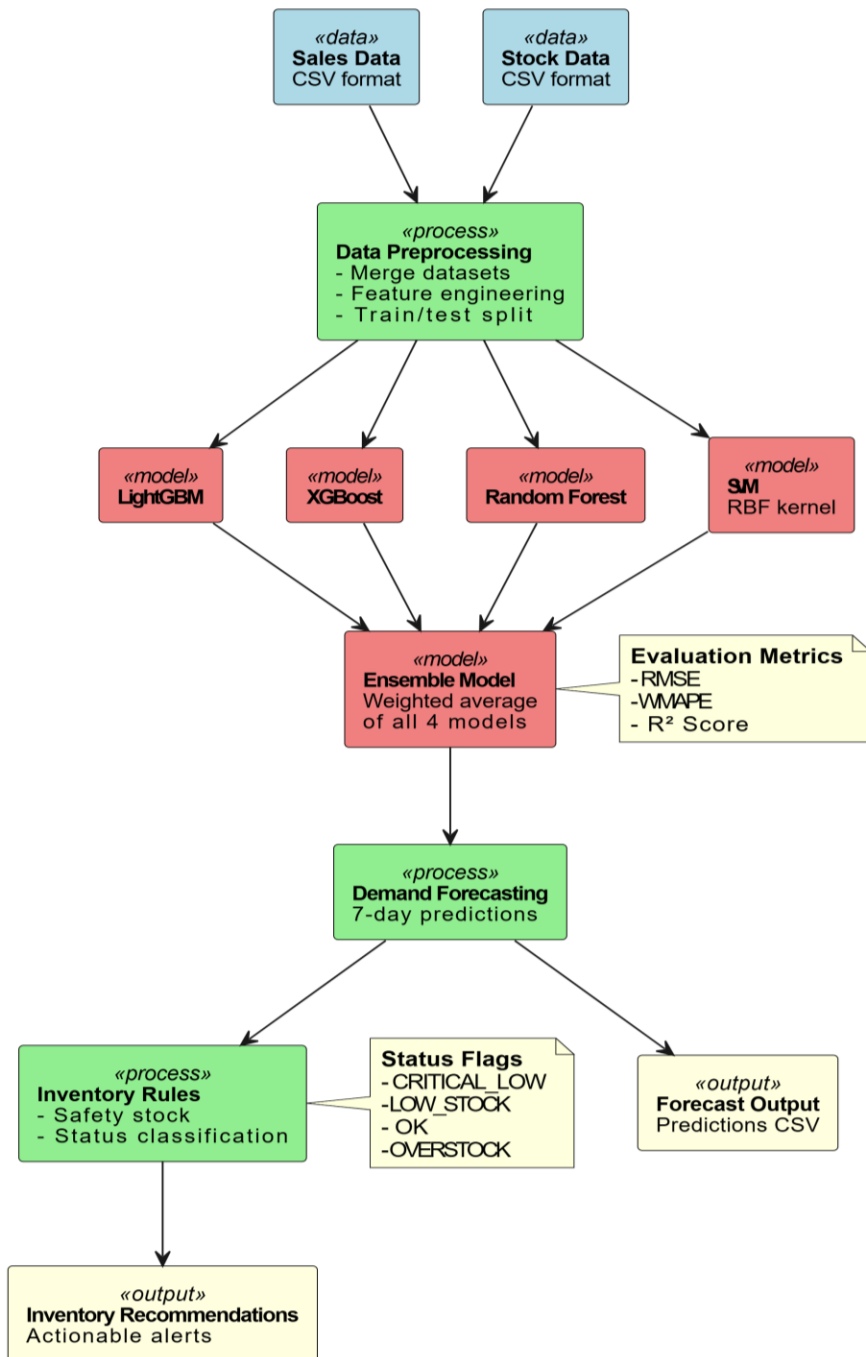 «data»
Sales Data
CSV format
«data»
Stock Data
CSV format
«process»
Data Preprocessing
- Merge datasets
- Feature engineering
- Train/test split
«model»
LightGBM
«model»
XGBoost
«model»
Random Forest
«model»
SVM
RBF kernel
«model»
Ensemble Model
Weighted average
of all 4 models
Evaluation Metrics
-RMSE
-WMAPE
- R² Score
«process»
Demand Forecasting
7-day predictions
«process»
Inventory Rules
- Safety stock
- Status classification
Status Flags
-CRITICAL_LOW
-LOW_STOCK
- OK
-OVERSTOCK
«output»
Forecast Output
Predictions CSV
«output»
Inventory Recommendations
Actionable alerts